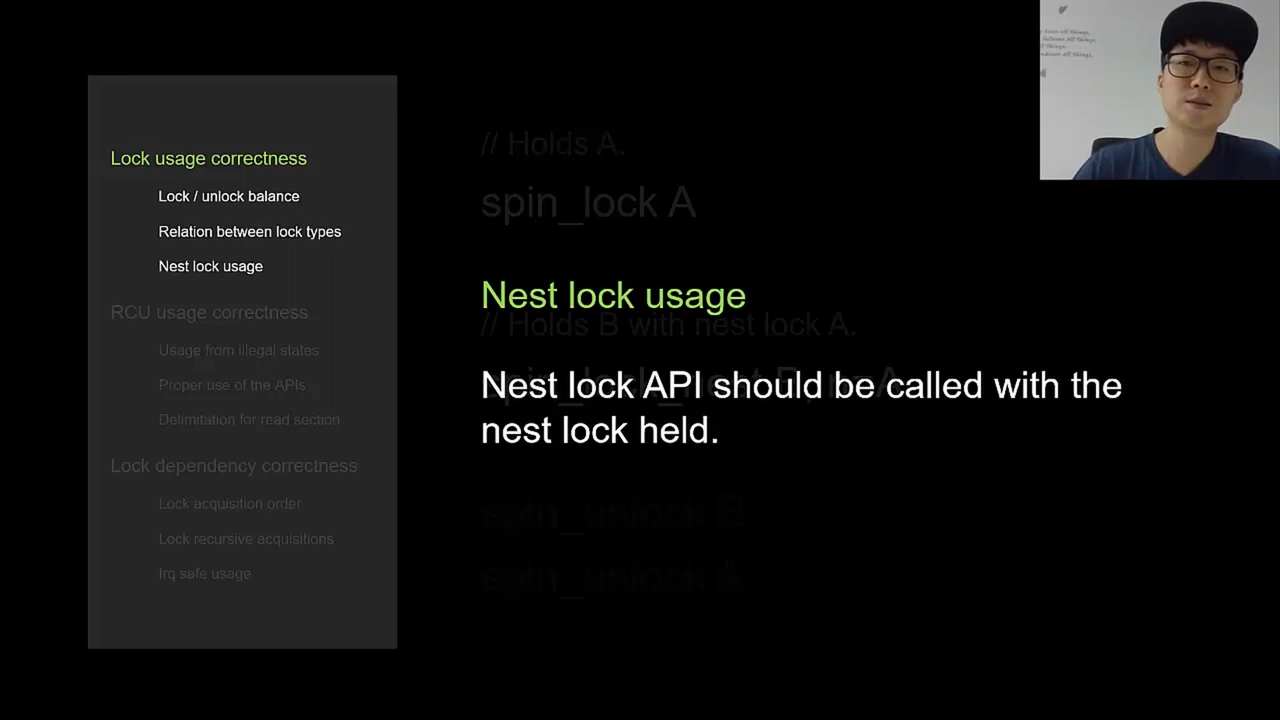 Lock usage correctness
Lock / unlock balance
Relation between lock types
Nest lock usage
RCU usage correctness
Usage from illegal states
Proper use of the APIs
Delimitation for read section
Lock dependency correctness
Lock acquisition order
Lock recursive acquisitions
Irq safe usage
// Holds A.
spin_lock A
Nest lock usage
// Holds B with nest lock A.
Nest lock API should be called with the
nest lock held.
spin_unlock B
spin_unlock A